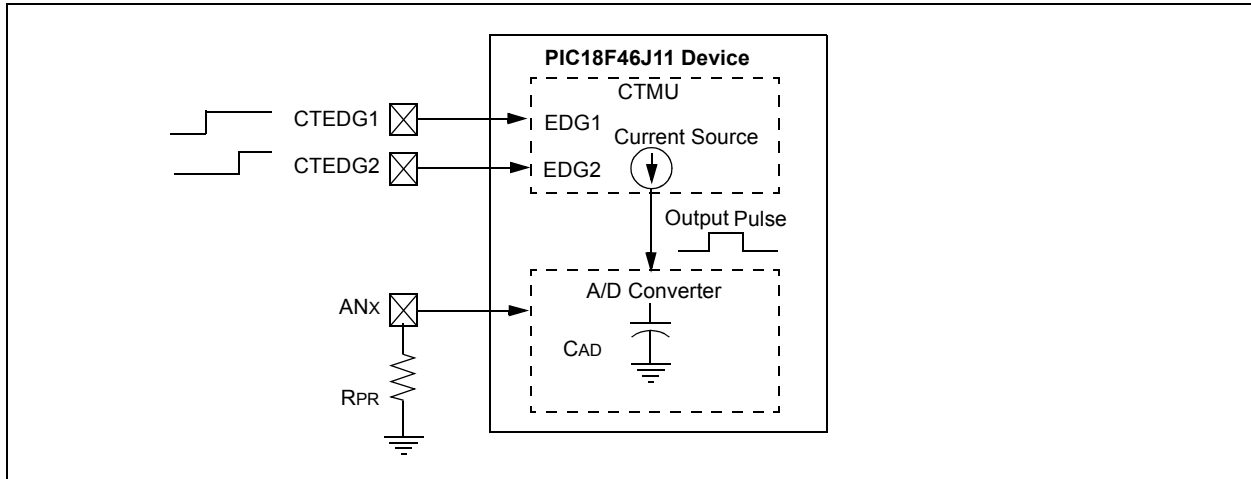 PIC18F46J11 Device
CTMU
CTEDG1
EDG1
Current Source
CTEDG2
EDG2
Output Pulse
A/D Converter
ANX
CAD
RPR